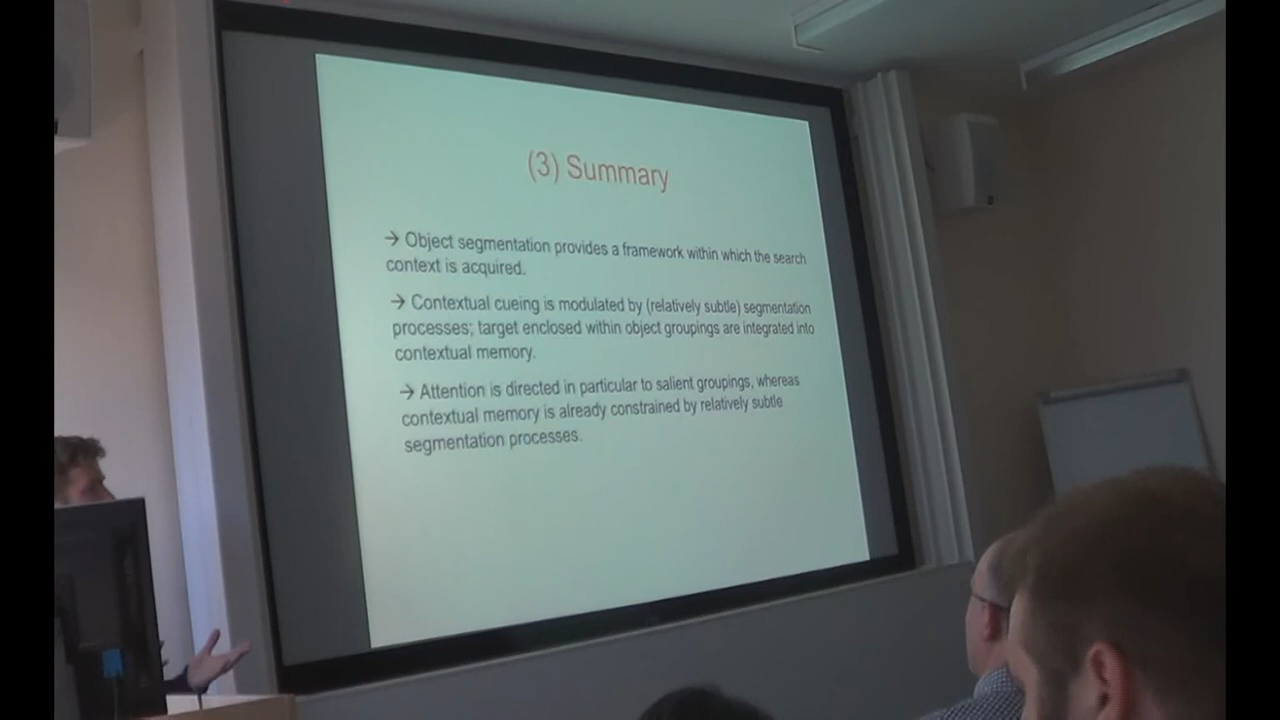 (3) Summary
→ Object segmentation provides a framework within which the search
context is acquired.
→ Contextual cueing is modulated by (relatively subtle) segmentation
processes; target enclosed within object groupings are integrated into
contextual memory.
→ Attention is directed in particular to salient groupings, whereas
contextual memory is already constrained by relatively subtle
segmentation processes.